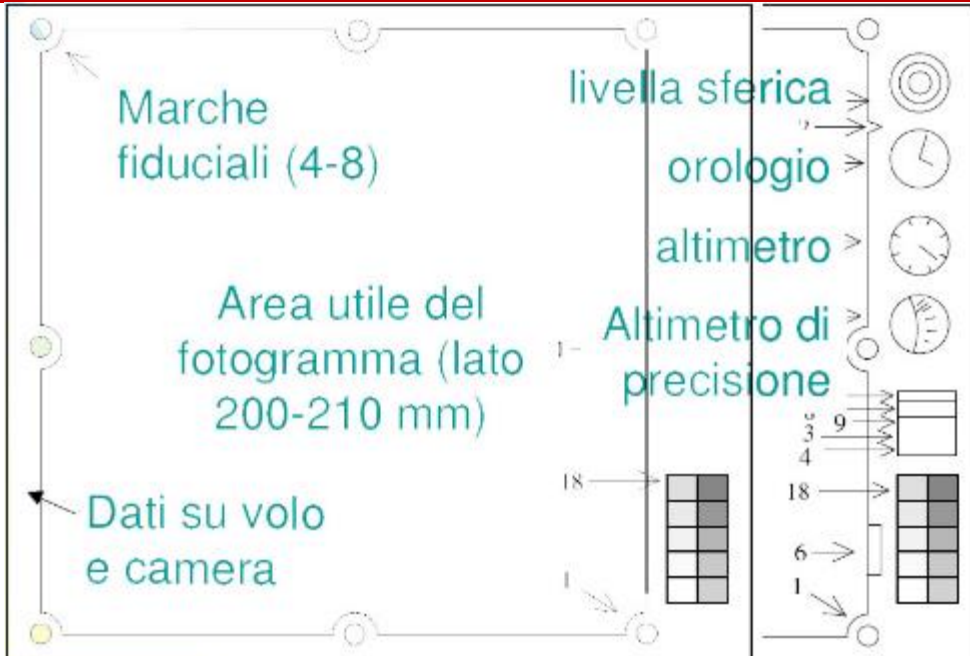 Marche
fiduciali (4-8)
livella sferica
orologio
altimetro
Altimetro di
precisione
Area utile del
fotogramma (lato
200-210 mm)
Dati su volo
e camera
9
3
4
18
18
6
1